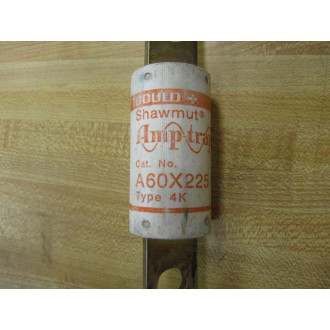 GOULD
Shawmut®
Amp-trap
Cat. No.
A60X225
Type 4K